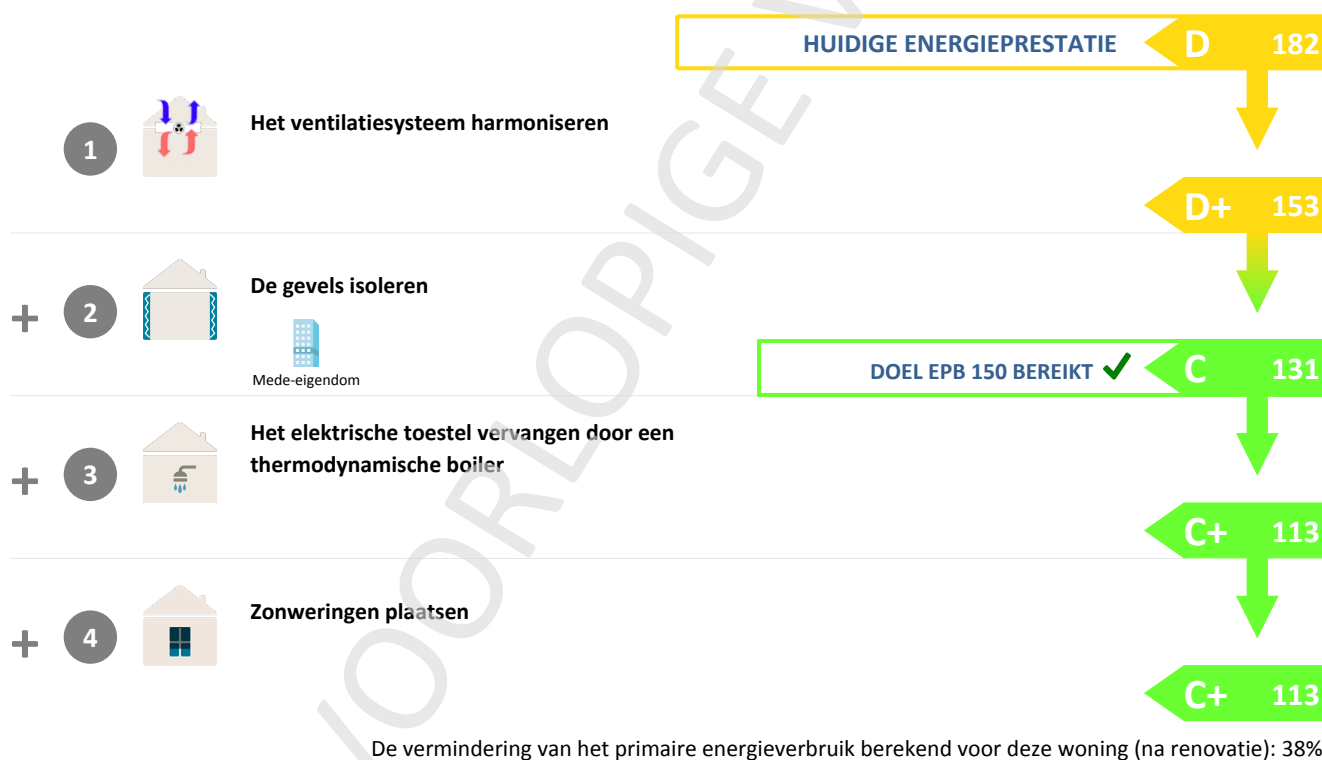 HUIDIGE ENERGIEPRESTATIE D 182
1 Het ventilatiesysteem harmoniseren
D+ 153
+ 2 De gevels isoleren
Mede-eigendom
DOEL EPB 150 BEREIKT ✓ C 131
+ 3 Het elektrische toestel vervangen door een
thermodynamische boiler
C+ 113
+ 4 Zonweringen plaatsen
C+ 113
De vermindering van het primaire energieverbruik berekend voor deze woning (na renovatie): 38%
VOORLOPIGE V